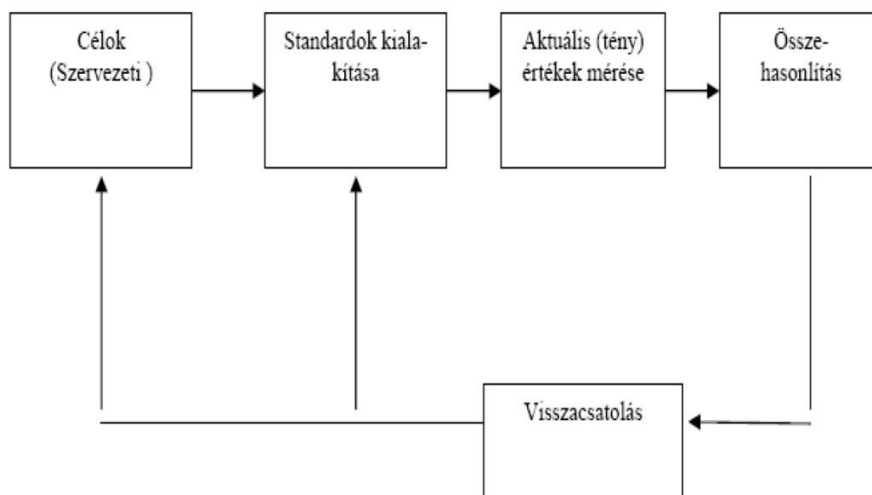 Célok
(Szervezeti )
Standardok kiala-
kítása
Aktuális (tény)
értékek mérése
Össze-
hasonlítás
Visszacsatolás